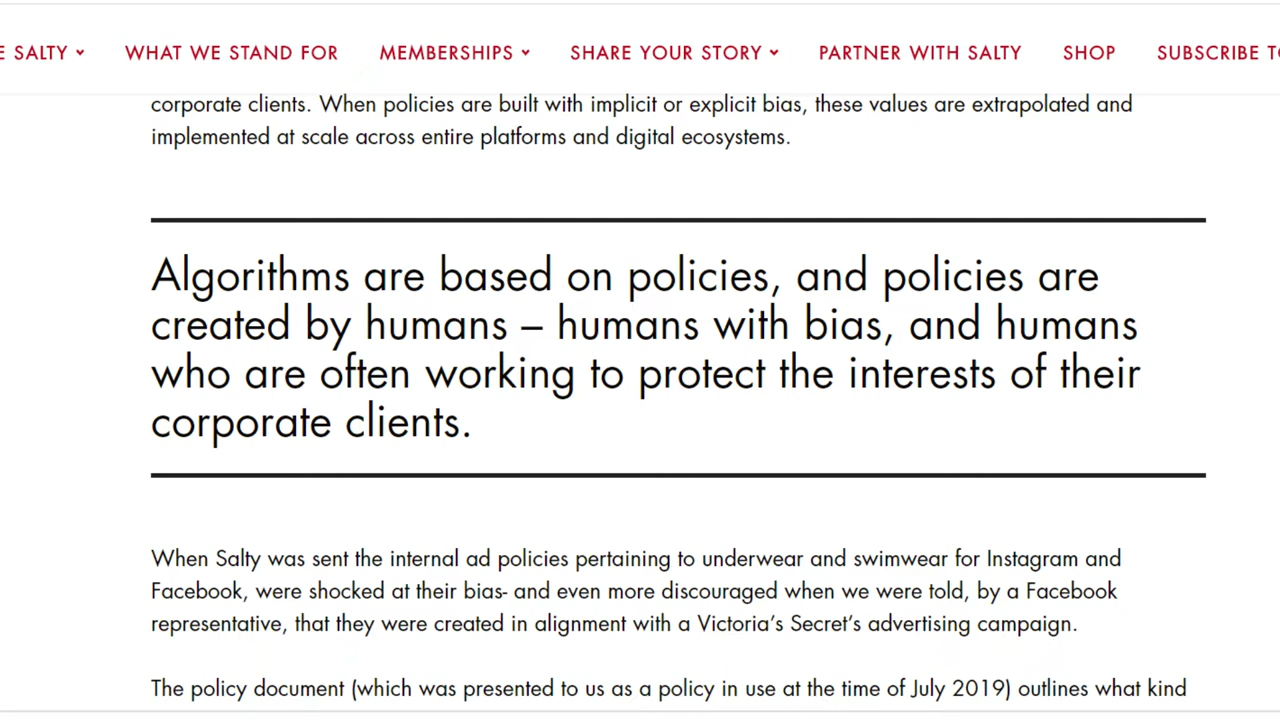 E SALTY WHAT WE STAND FOR MEMBERSHIPS SHARE YOUR STORY PARTNER WITH SALTY SHOP SUBSCRIBE TO
corporate clients. When policies are built with implicit or explicit bias, these values are extrapolated and
implemented at scale across entire platforms and digital ecosystems.
Algorithms are based on policies, and policies are
created by humans – humans with bias, and humans
who are often working to protect the interests of their
corporate clients.
When Salty was sent the internal ad policies pertaining to underwear and swimwear for Instagram and
Facebook, were shocked at their bias- and even more discouraged when we were told, by a Facebook
representative, that they were created in alignment with a Victoria’s Secret’s advertising campaign.
The policy document (which was presented to us as a policy in use at the time of July 2019) outlines what kind